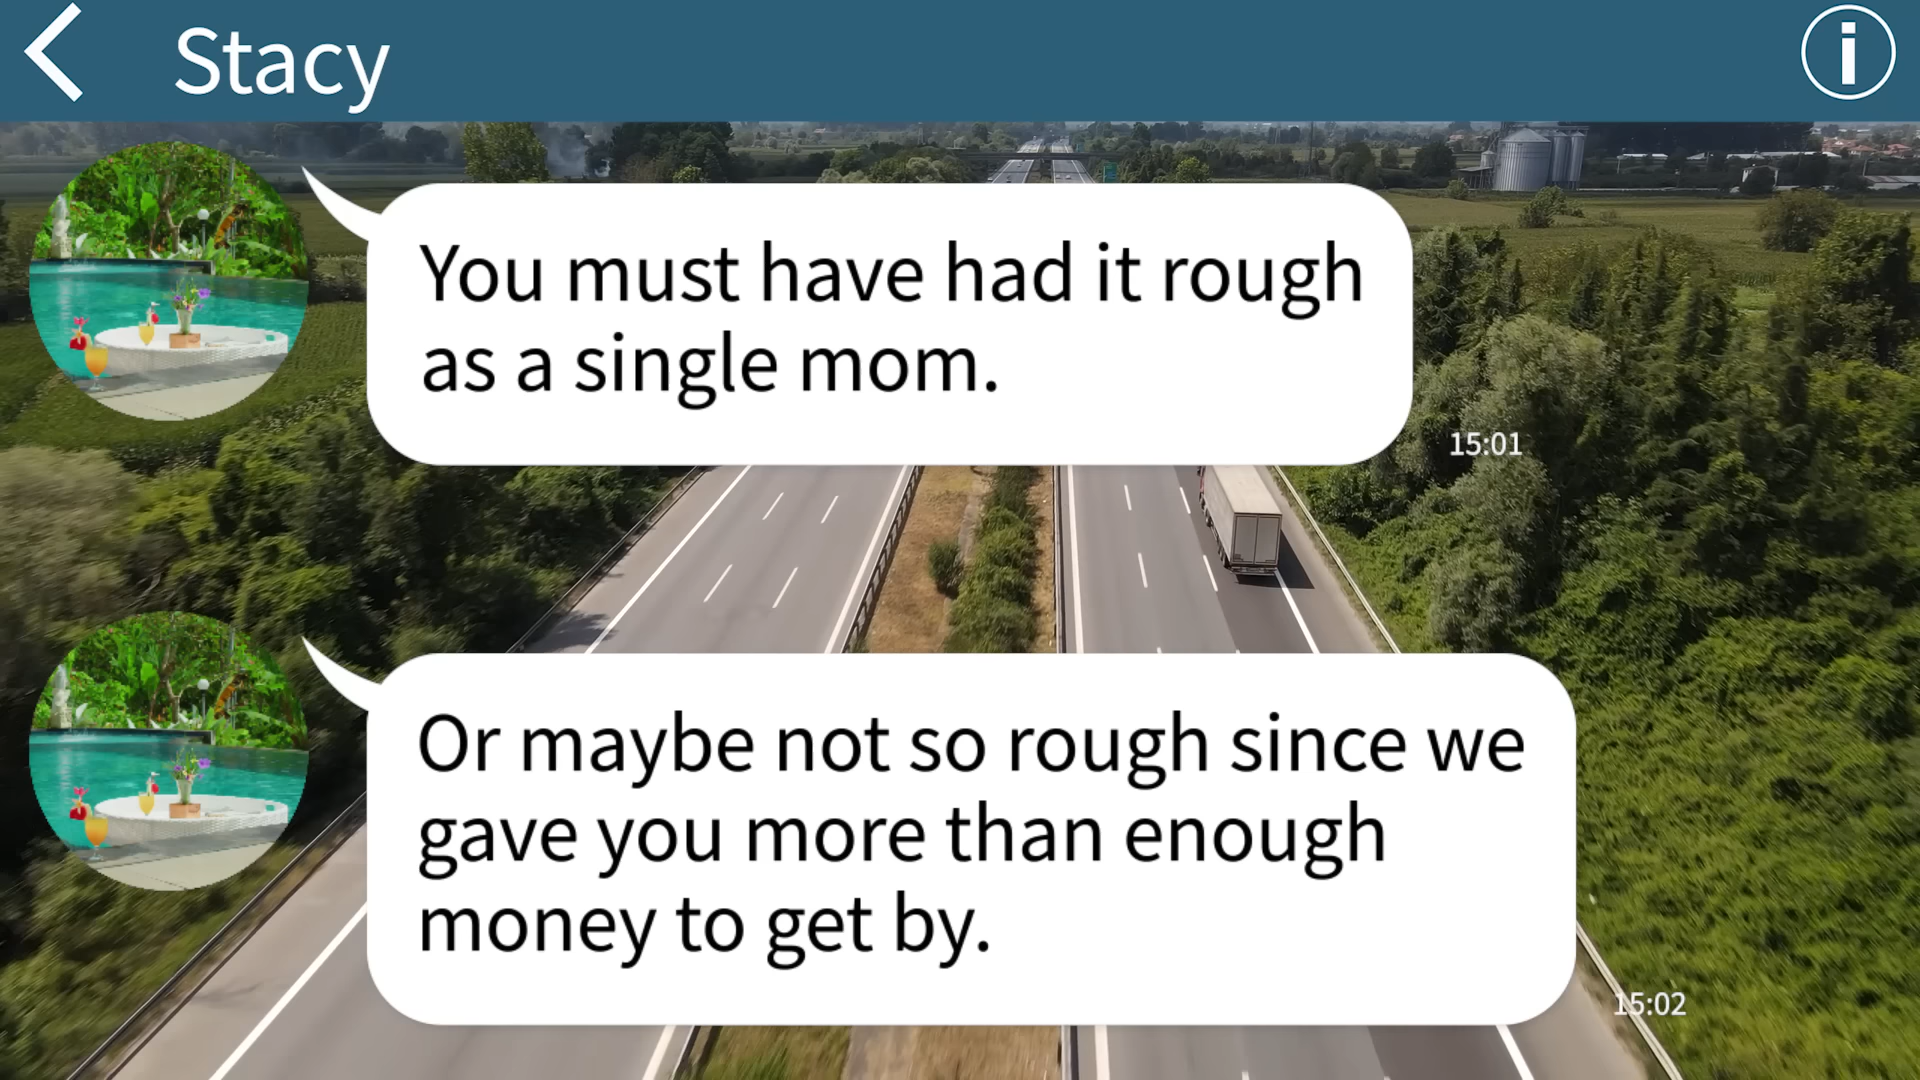 Stacy
You must have had it rough
as a single mom.
15:01
Or maybe not so rough since we
gave you more than enough
money to get by.
15:02